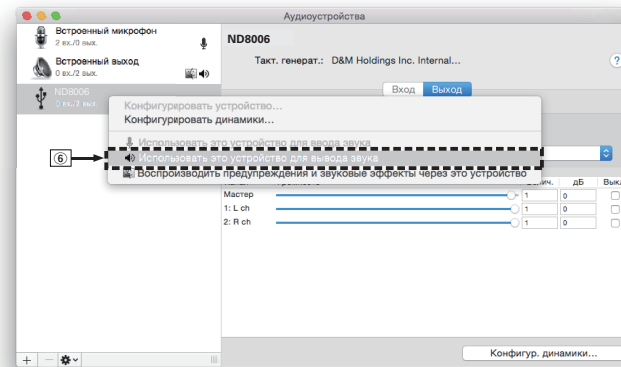 Аудиоустройства
Встроенный микрофон
2 вх./0 вых.
Встроенный выход
0 вх./2 вых.
ND8006
0 вх./2 вых.
ND8006
Такт. генерат.: D&M Holdings Inc. Internal...
?
Вход Выход
Конфигурировать устройство...
Конфигурировать динамики...
Использовать это устройство для ввода звука
⑥
Использовать это устройство для вывода звука
Воспроизводить предупреждения и звуковые эффекты через это устройство
дБ
Мастер 1 0
1: L ch 1 0
2: R ch 1 0
+ −
Конфигур. динамики...